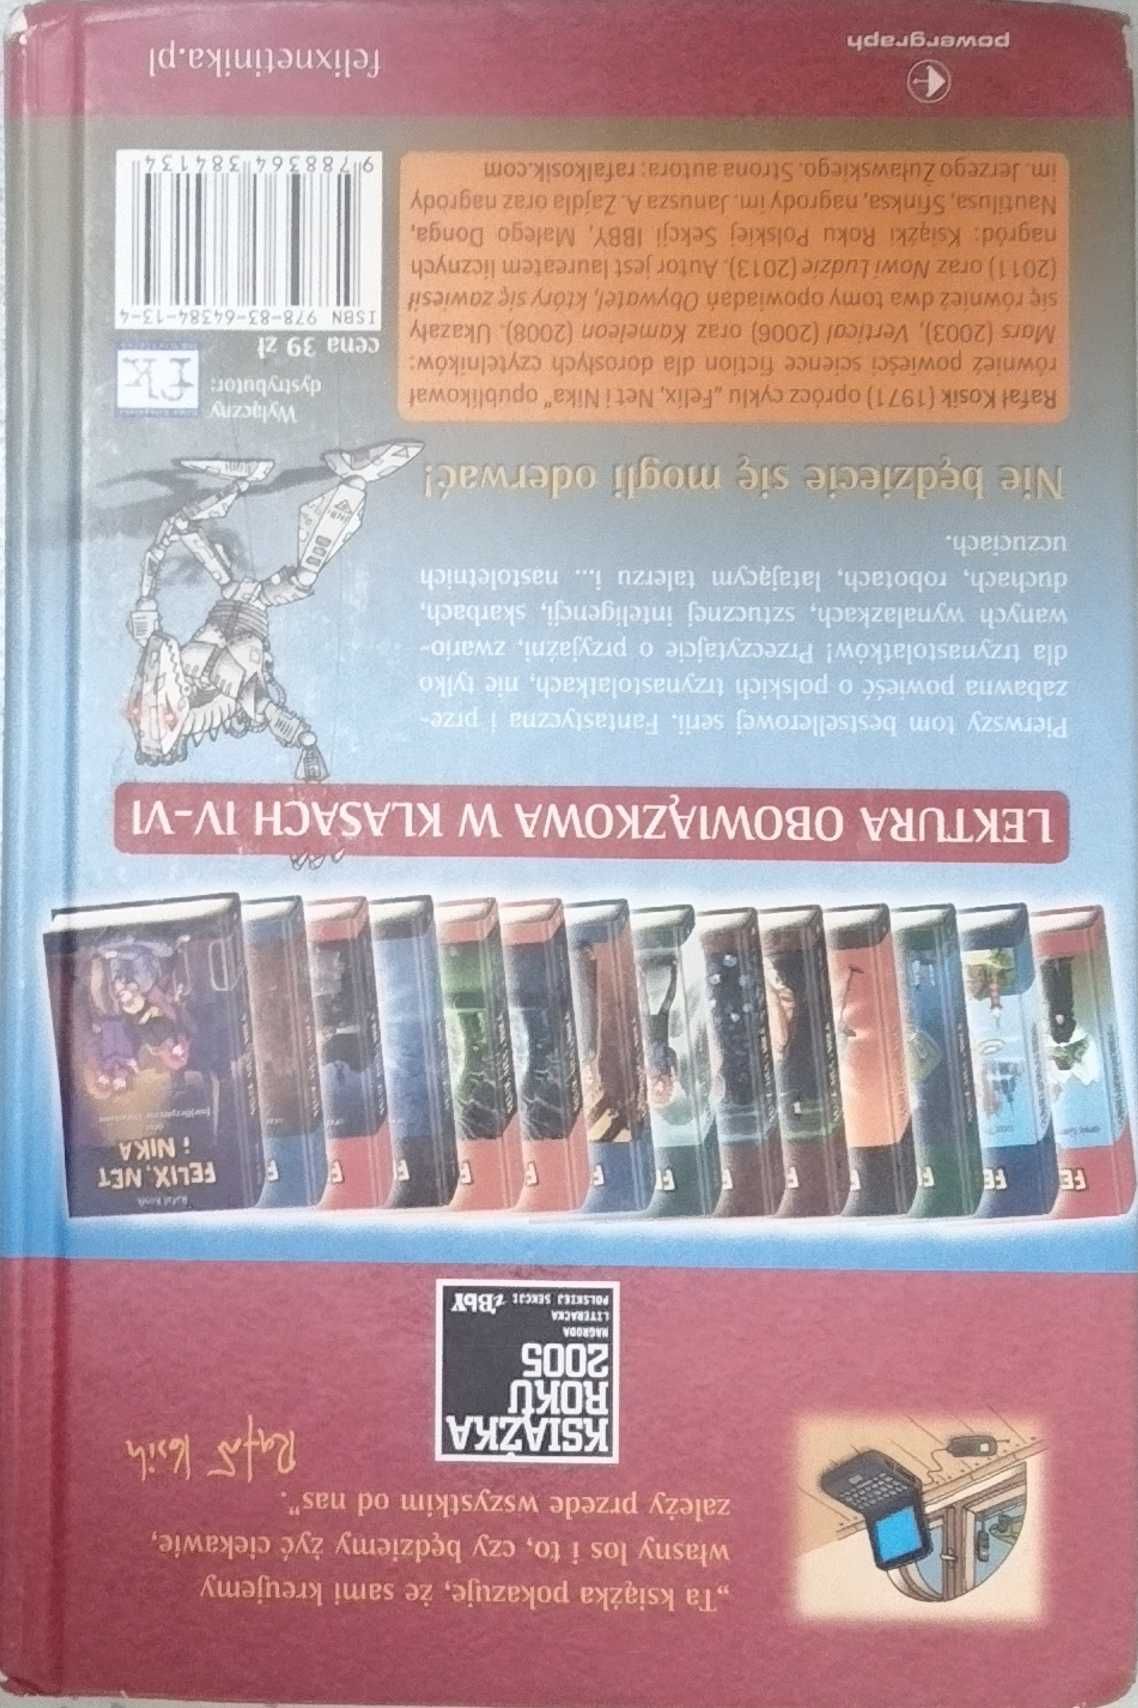 „Ta książka pokazuje, że sami kreujemy
własny los i to, czy będziemy żyć ciekawie,
zależy przede wszystkim od nas”.
Rafał Kosik
KSIĄŻKA
ROKU
2005
NAGRODA
LITERACKA
POLSKIEJ SEKCJI iBbY
Rafał Kosik
FELIX, NET
i NIKA
oraz
LEKTURA OBOWIĄZKOWA W KLASACH IV-VI
Pierwszy tom bestsellerowej serii. Fantastyczna i prze-
zabawna powieść o polskich trzynastolatkach, nie tylko
dla trzynastolatków! Przeczytajcie o przyjaźni, zwario-
wanych wynalazkach, sztucznej inteligencji, skarbach,
duchach, robotach, latającym talerzu i... nastoletnich
uczuciach.
Nie będziecie się mogli oderwać!
Rafał Kosik (1971) oprócz cyklu „Felix, Net i Nika” opublikował
również powieści science fiction dla dorosłych czytelników:
Mars (2003), Vertical (2006) oraz Kameleon (2008). Ukazały
się również dwa tomy opowiadań Obywatel, który się zawiesił
(2011) oraz Nowi Ludzie (2013). Autor jest laureatem licznych
nagród: Książki Roku Polskiej Sekcji IBBY, Małego Donga,
Nautilusa, Sfinksa, nagrody im. Janusza A. Zajdla oraz nagrody
im. Jerzego Żuławskiego. Strona autora: rafalkosik.com
Wyłączny
dystrybutor:
cena 39 zł
ISBN 978-83-64384-13-4
9 788364 384134
powergraph
felixnetinika.pl